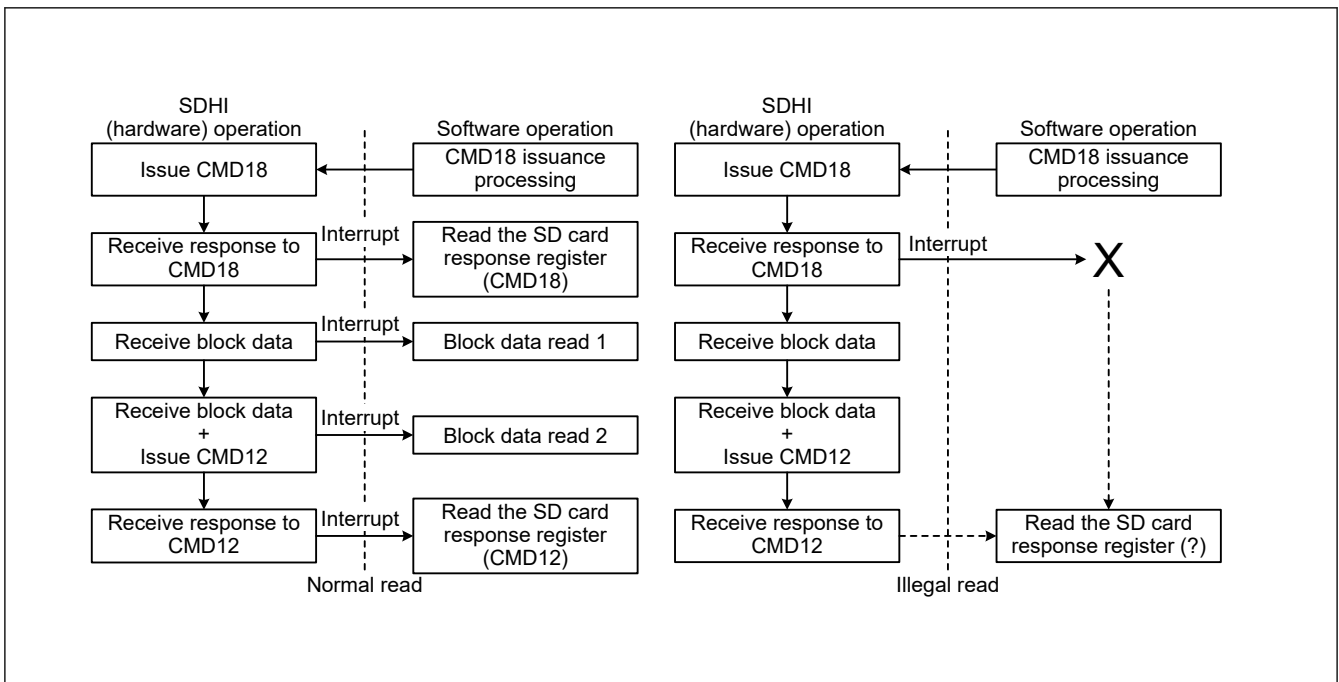 SDHI
(hardware) operation
Software operation
Issue CMD18
CMD18 issuance
processing
Receive response to
CMD18
Interrupt
Read the SD card
response register
(CMD18)
Receive block data
Interrupt
Block data read 1
Receive block data
+
Issue CMD12
Interrupt
Block data read 2
Receive response to
CMD12
Interrupt
Read the SD card
response register
(CMD12)
Normal read
SDHI
(hardware) operation
Software operation
Issue CMD18
CMD18 issuance
processing
Receive response to
CMD18
Interrupt
X
Receive block data
Receive block data
+
Issue CMD12
Receive response to
CMD12
Read the SD card
response register (?)
Illegal read